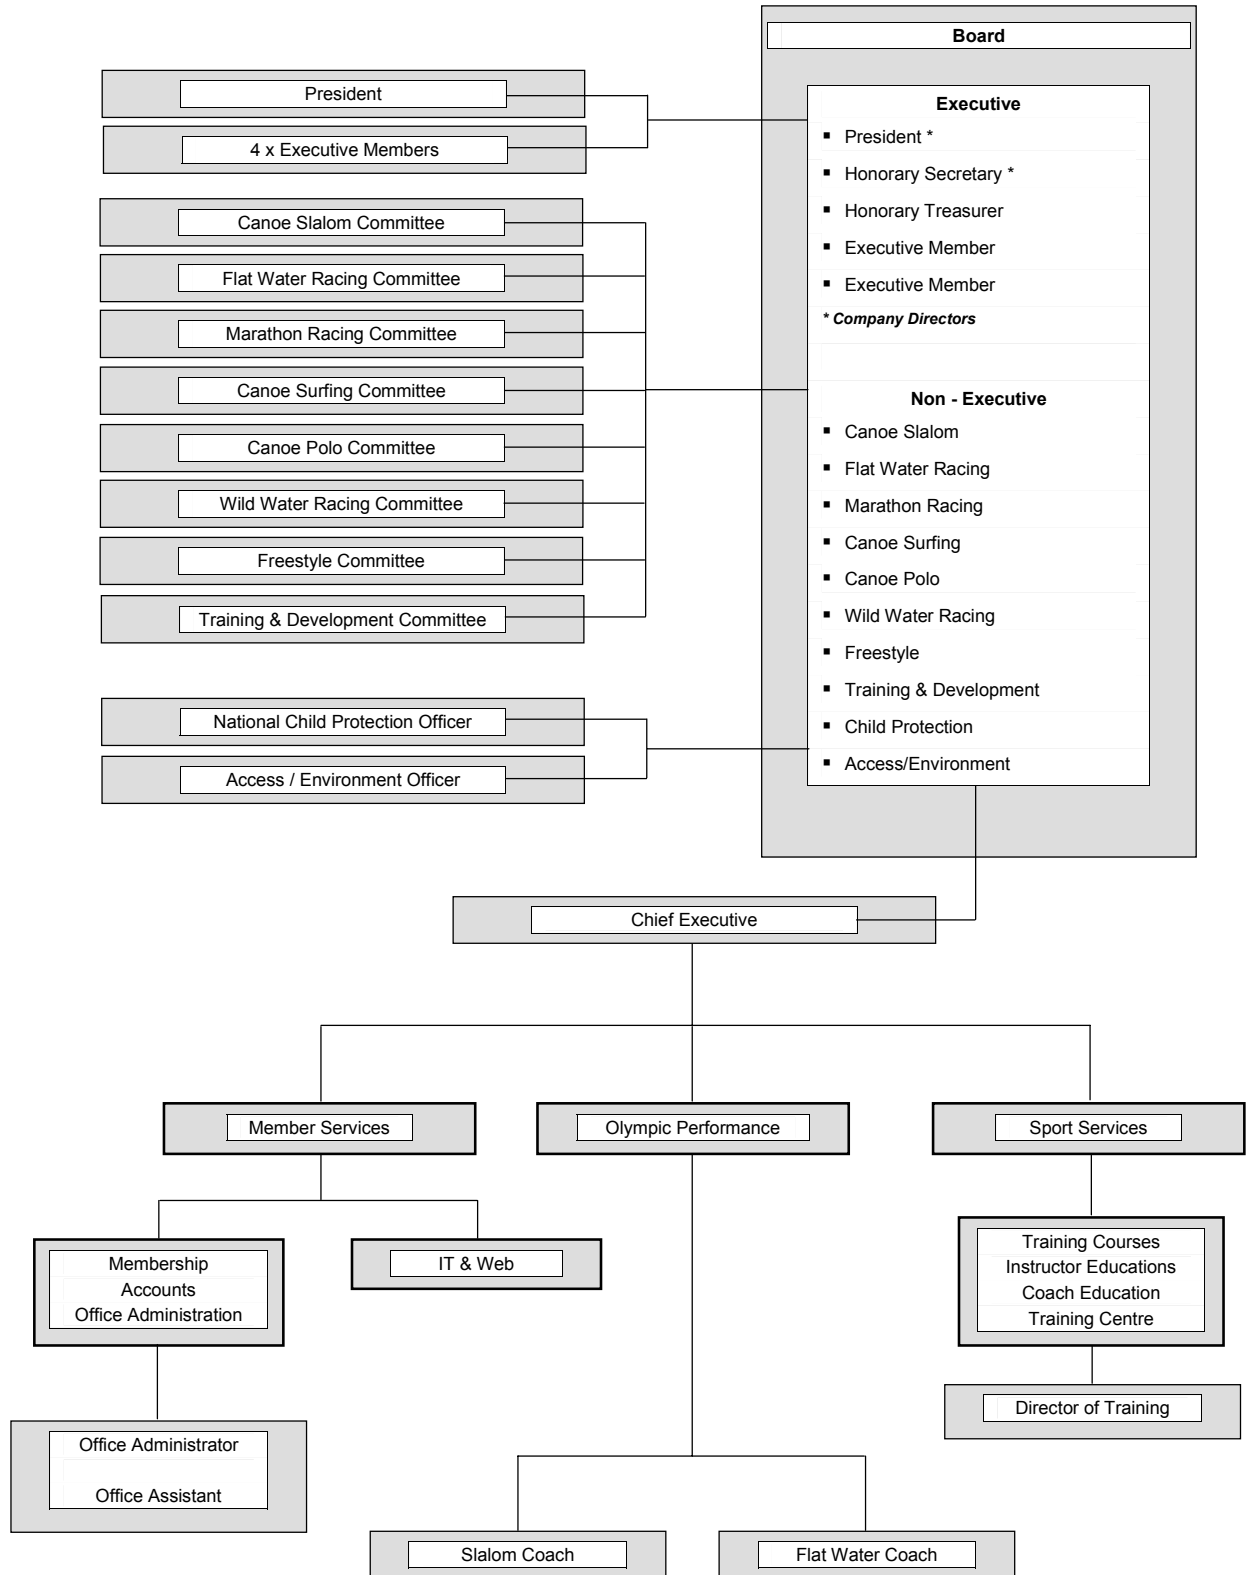 Board
President
4 x Executive Members
Canoe Slalom Committee
Flat Water Racing Committee
Marathon Racing Committee
Canoe Surfing Committee
Canoe Polo Committee
Wild Water Racing Committee
Freestyle Committee
Training & Development Committee
National Child Protection Officer
Access / Environment Officer
Executive
▪ President *
▪ Honorary Secretary *
▪ Honorary Treasurer
▪ Executive Member
▪ Executive Member
* Company Directors
Non - Executive
▪ Canoe Slalom
▪ Flat Water Racing
▪ Marathon Racing
▪ Canoe Surfing
▪ Canoe Polo
▪ Wild Water Racing
▪ Freestyle
▪ Training & Development
▪ Child Protection
▪ Access/Environment
Chief Executive
Member Services
Olympic Performance
Sport Services
Membership
Accounts
Office Administration
IT & Web
Training Courses
Instructor Educations
Coach Education
Training Centre
Director of Training
Office Administrator
Office Assistant
Slalom Coach
Flat Water Coach